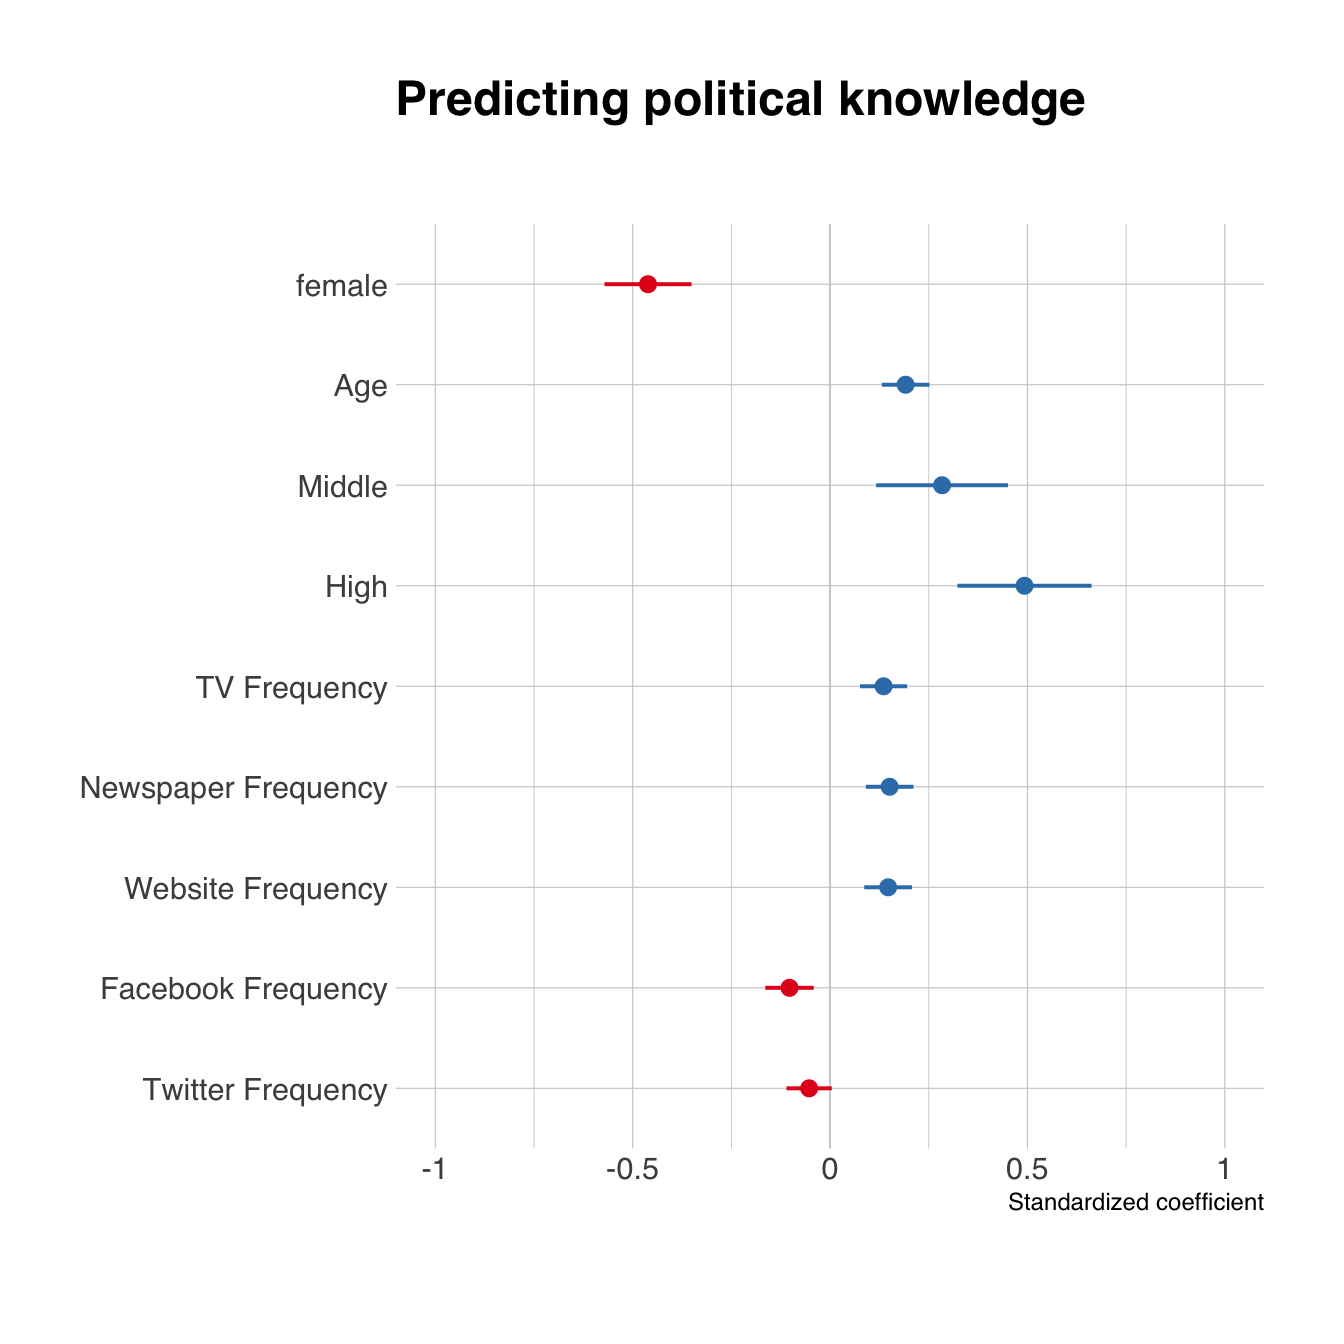 Predicting political knowledge
female
Age
Middle
High
TV Frequency
Newspaper Frequency
Website Frequency
Facebook Frequency
Twitter Frequency
-1 -0.5 0 0.5 1
Standardized coefficient